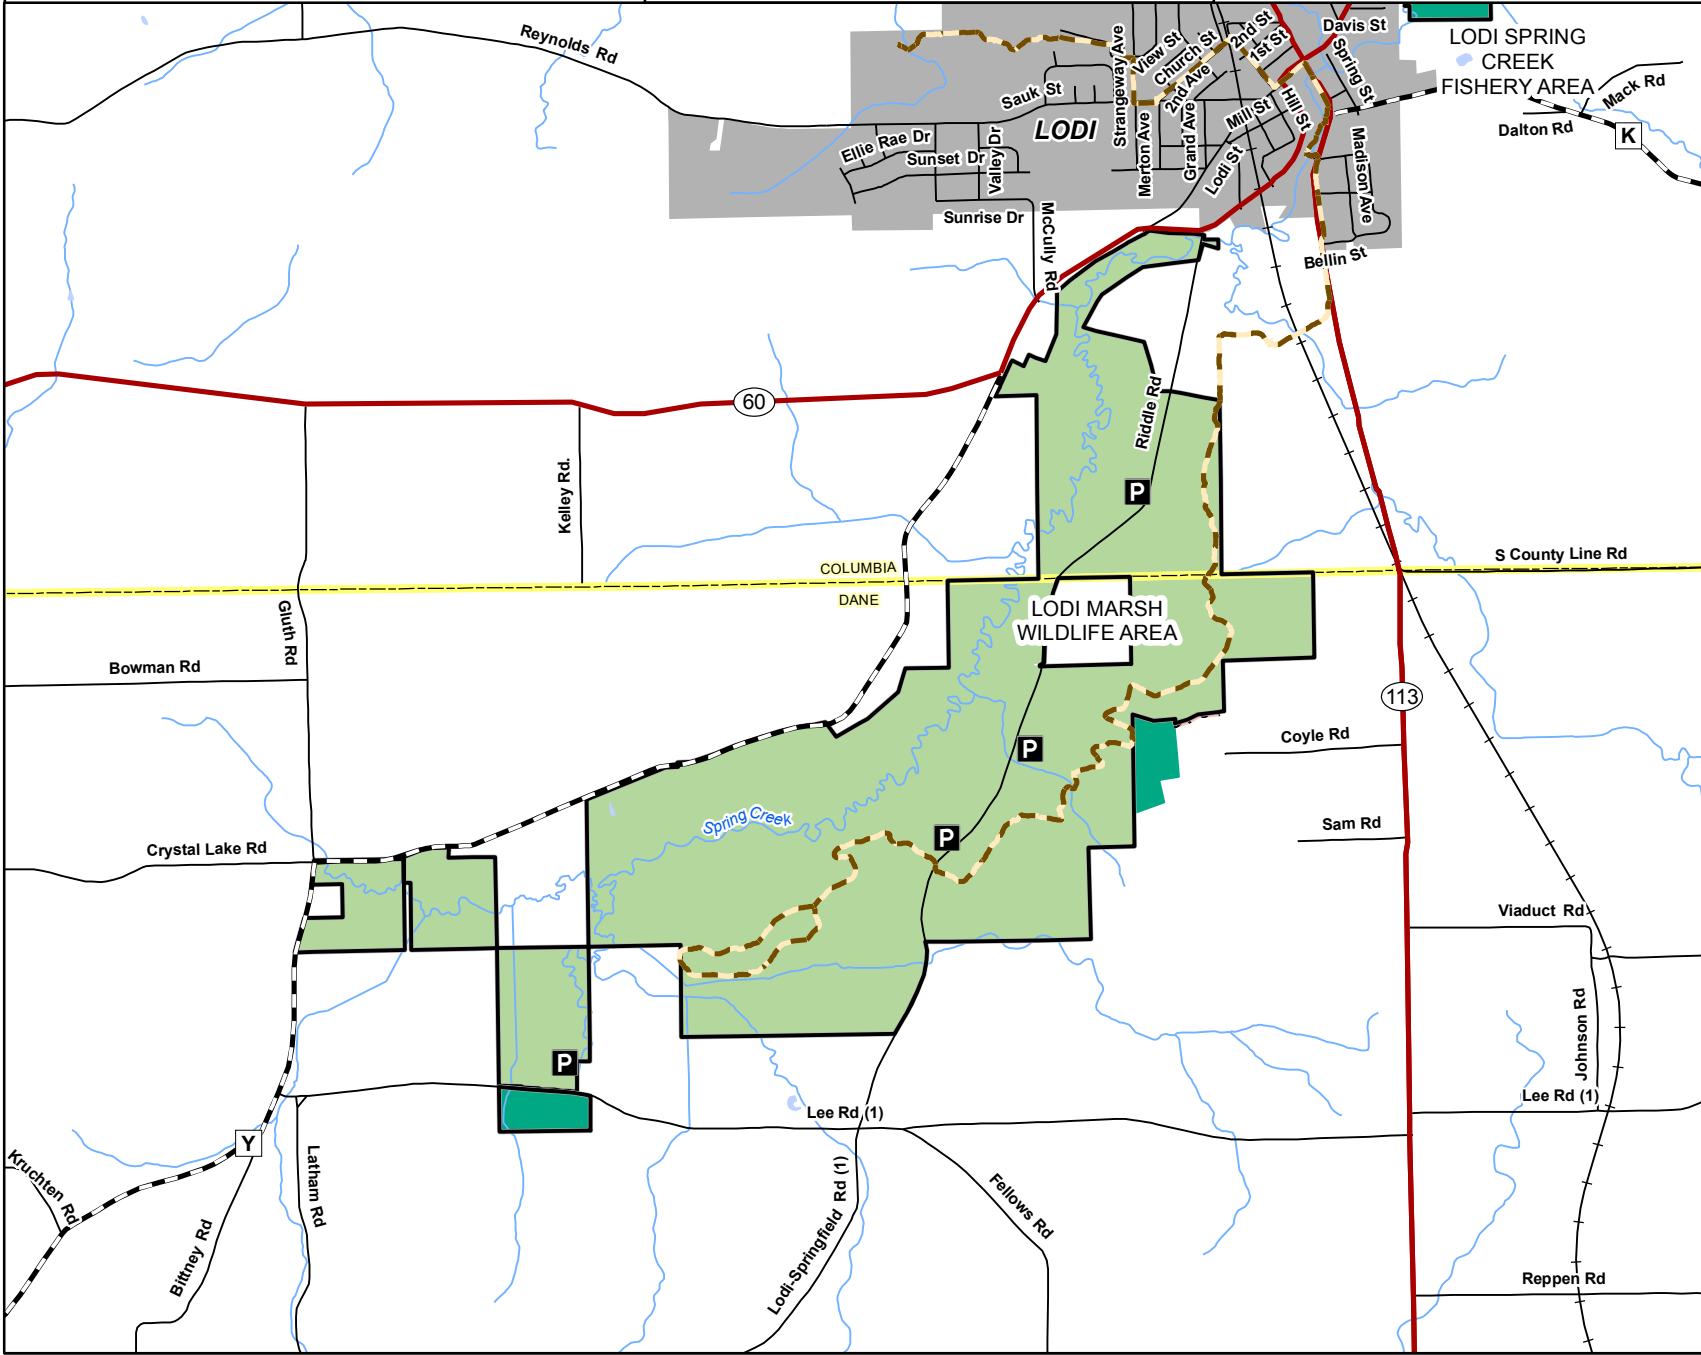 Reynolds Rd
Strangeway Ave
View St
Church St
2nd Ave
2nd St
1st St
Davis St
Spring St
LODI SPRING
CREEK
FISHERY AREA
Mack Rd
Dalton Rd
K
Sauk St
LODI
Merton Ave
Grand Ave
Mill St
Hill St
Lodi St
Madison Ave
Ellie Rae Dr
Sunset Dr
Valley Dr
Sunrise Dr
McCully Rd
Bellin St
60
Riddle Rd
Kelley Rd.
P
COLUMBIA
DANE
S County Line Rd
LODI MARSH
WILDLIFE AREA
Gluth Rd
Bowman Rd
113
P
Coyle Rd
Spring Creek
P
Sam Rd
Crystal Lake Rd
Viaduct Rd
Johnson Rd
P
Lee Rd (1)
Lee Rd (1)
Y
Kruchten Rd
Latham Rd
Bittney Rd
Lodi-Springfield Rd (1)
Fellows Rd
Reppen Rd